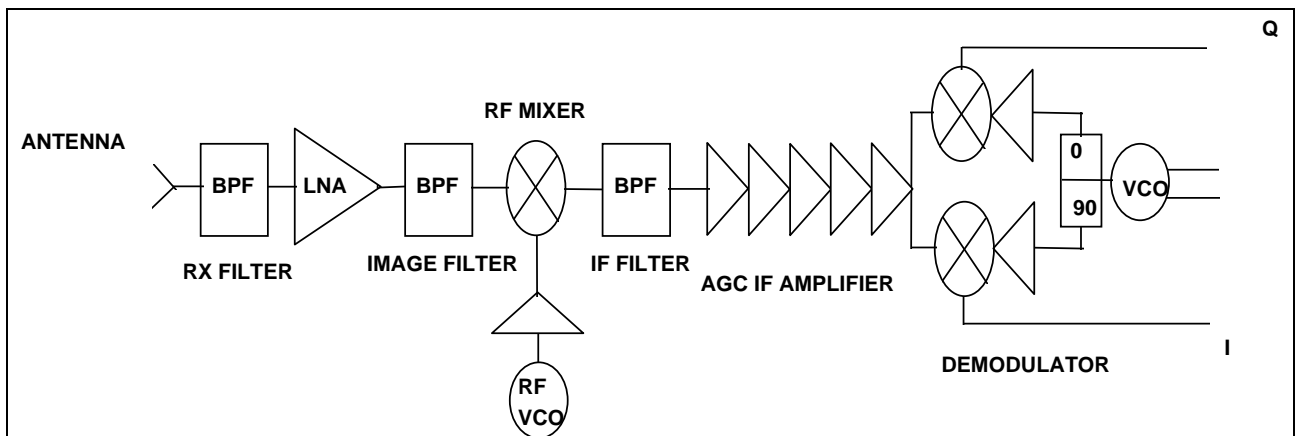 Q
RF MIXER
ANTENNA
BPF
LNA
BPF
BPF
0
90
VCO
RX FILTER
IMAGE FILTER
IF FILTER
AGC IF AMPLIFIER
I
DEMODULATOR
RF
VCO